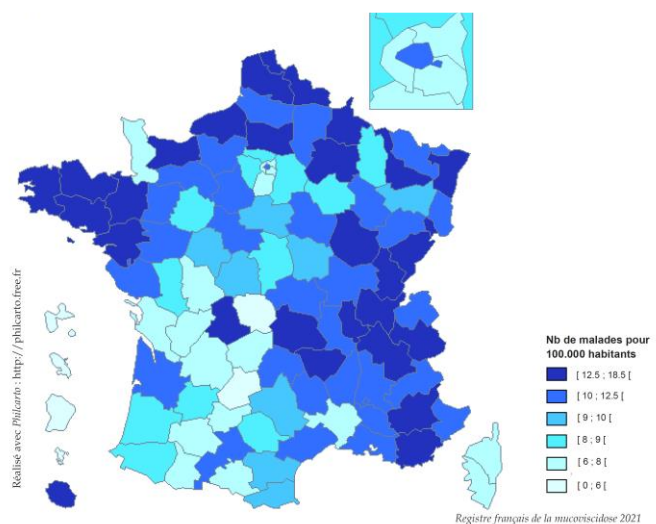 Réalisé avec Philcarto : http://philcarto.free.fr
Nb de malades pour
100.000 habitants
[ 12.5 ; 18.5 [
[ 10 ; 12.5 [
[ 9 ; 10 [
[ 8 ; 9 [
[ 6 ; 8 [
[ 0 ; 6 [
Registre français de la mucoviscidose 2021